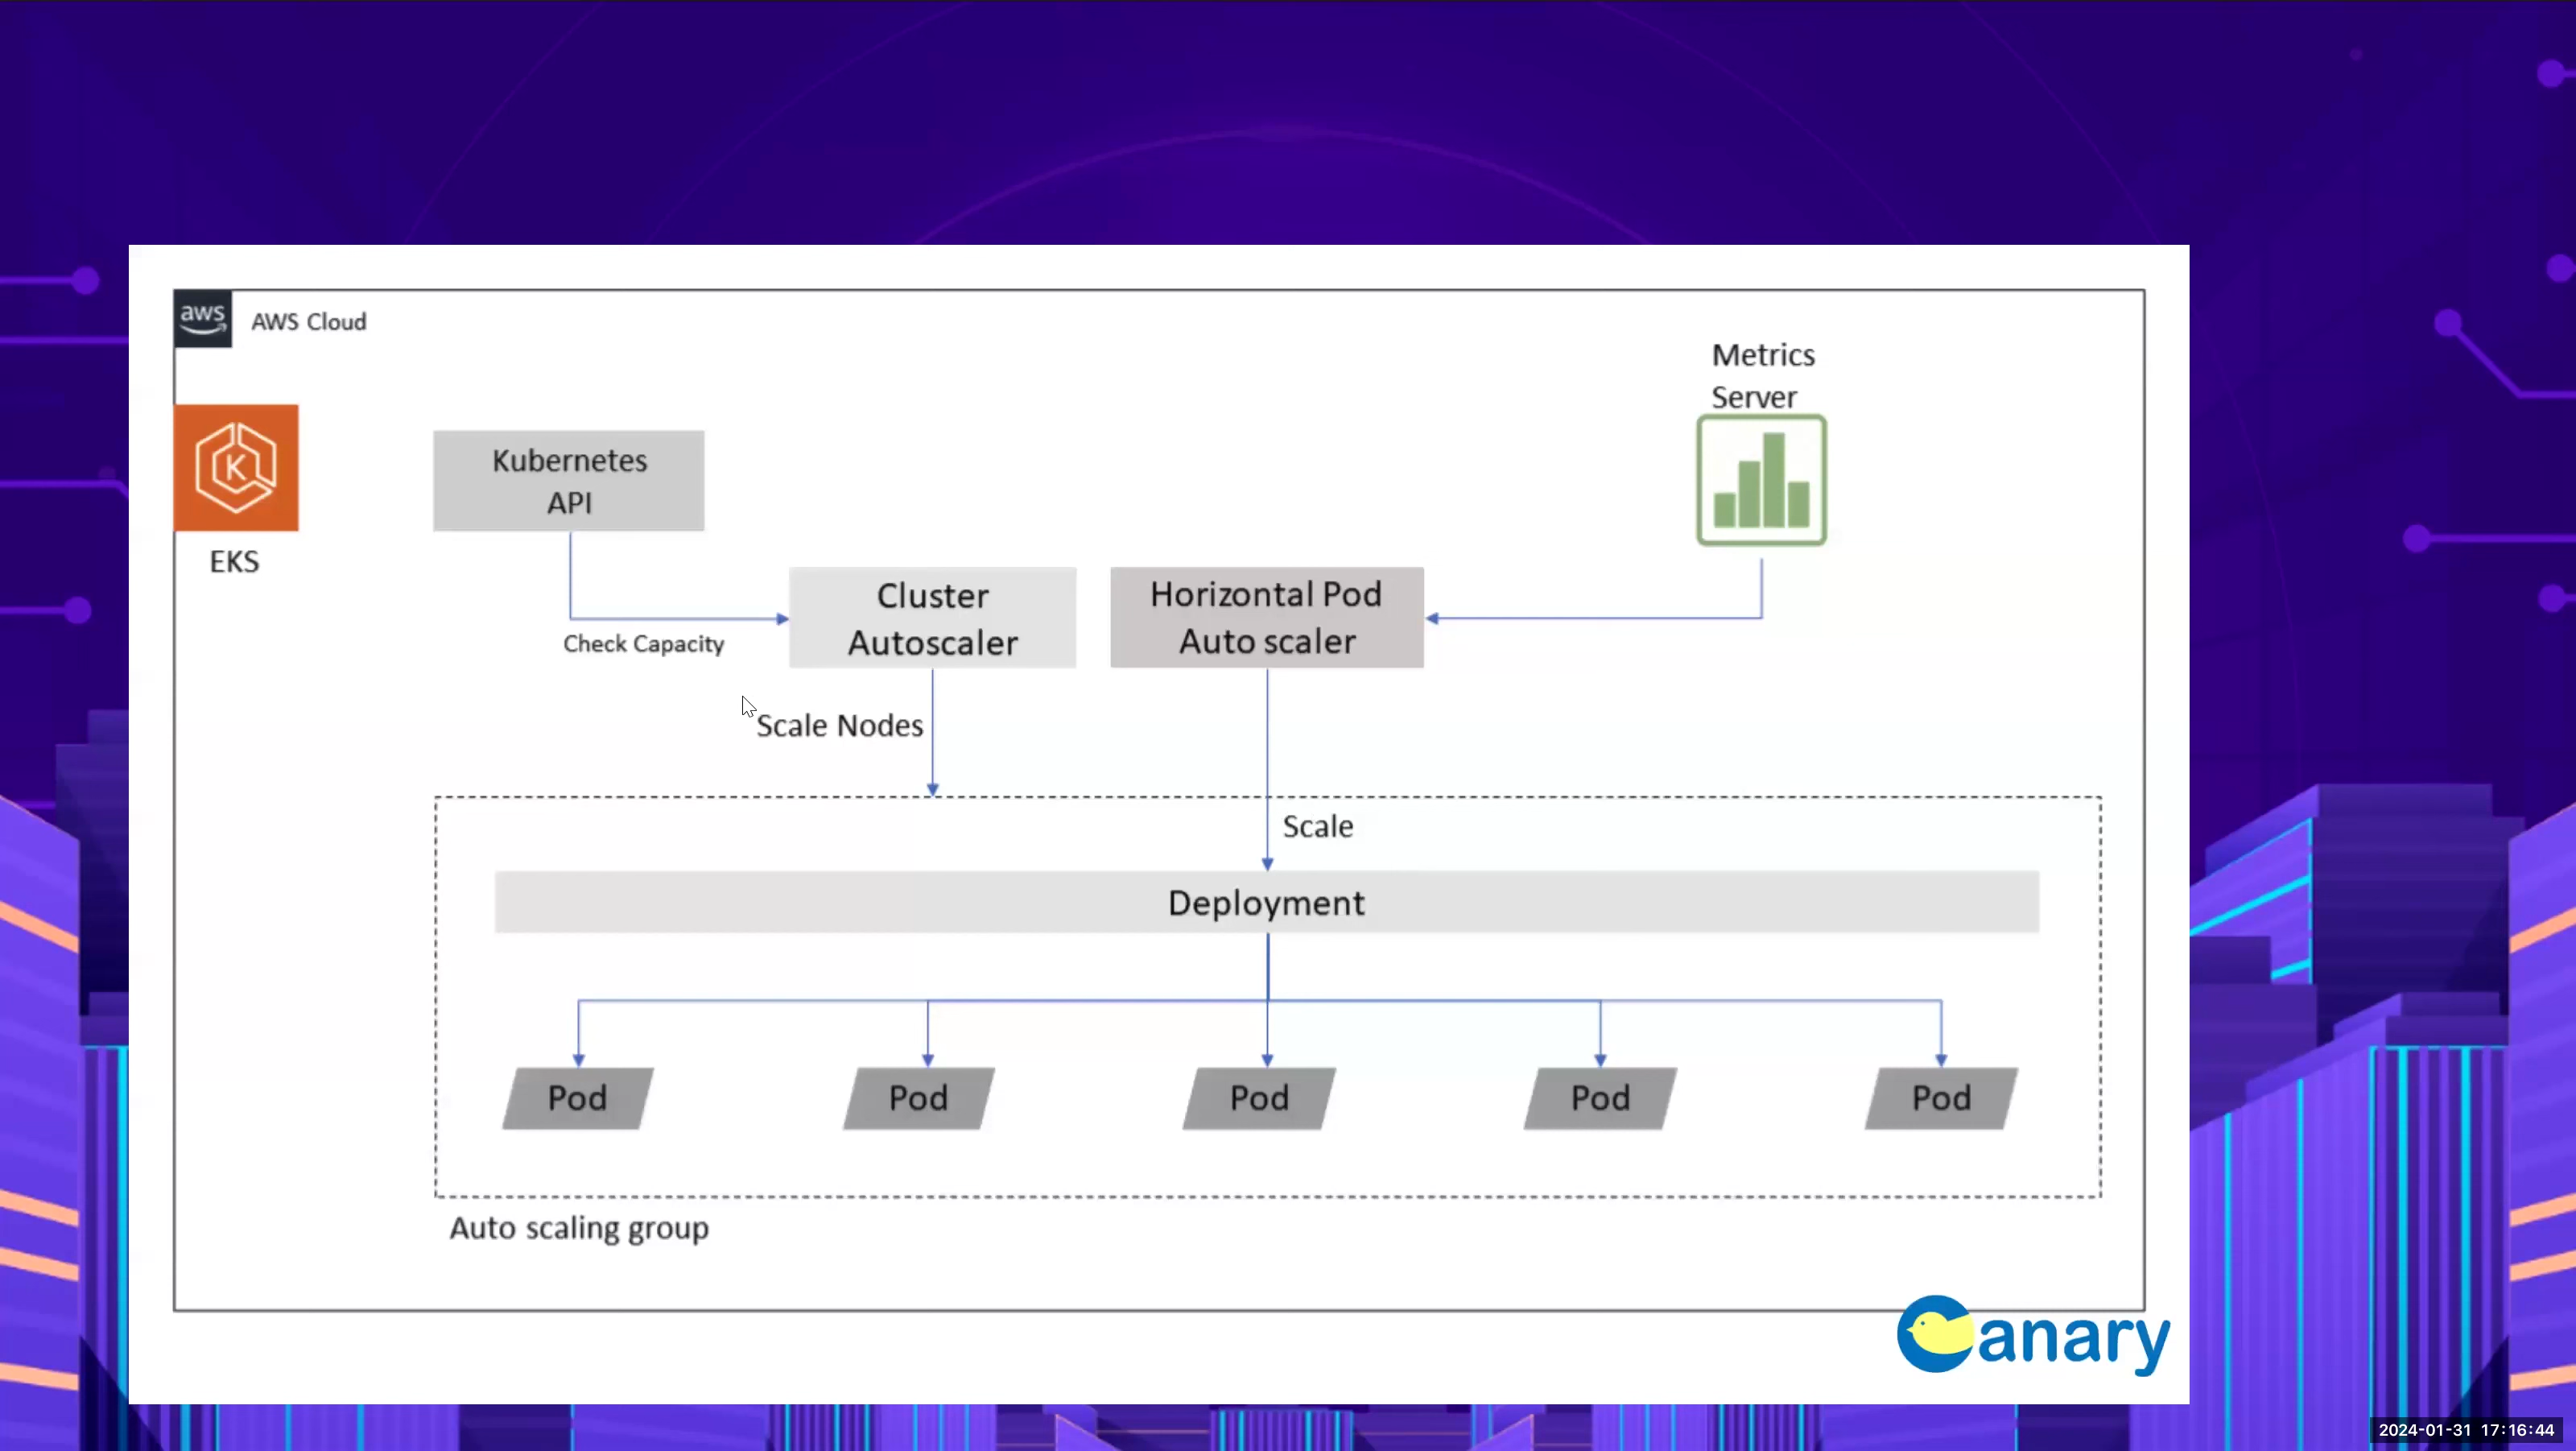 aws
AWS Cloud
Metrics
Server
K
Kubernetes
API
EKS
Cluster
Autoscaler
Horizontal Pod
Auto scaler
Check Capacity
Scale Nodes
Scale
Deployment
Pod
Pod
Pod
Pod
Pod
Auto scaling group
Canary
2024-01-31 17:16:44